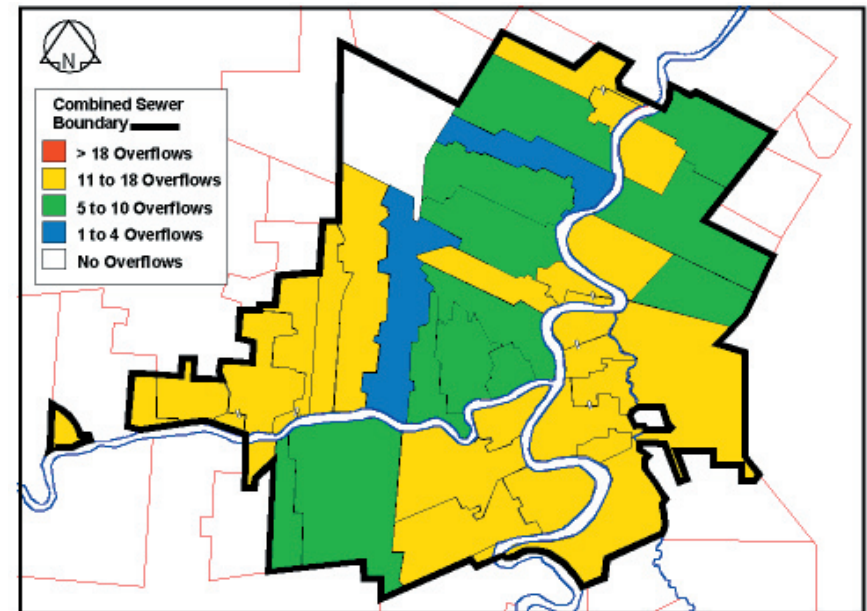 N
Combined Sewer
Boundary
> 18 Overflows
11 to 18 Overflows
5 to 10 Overflows
1 to 4 Overflows
No Overflows